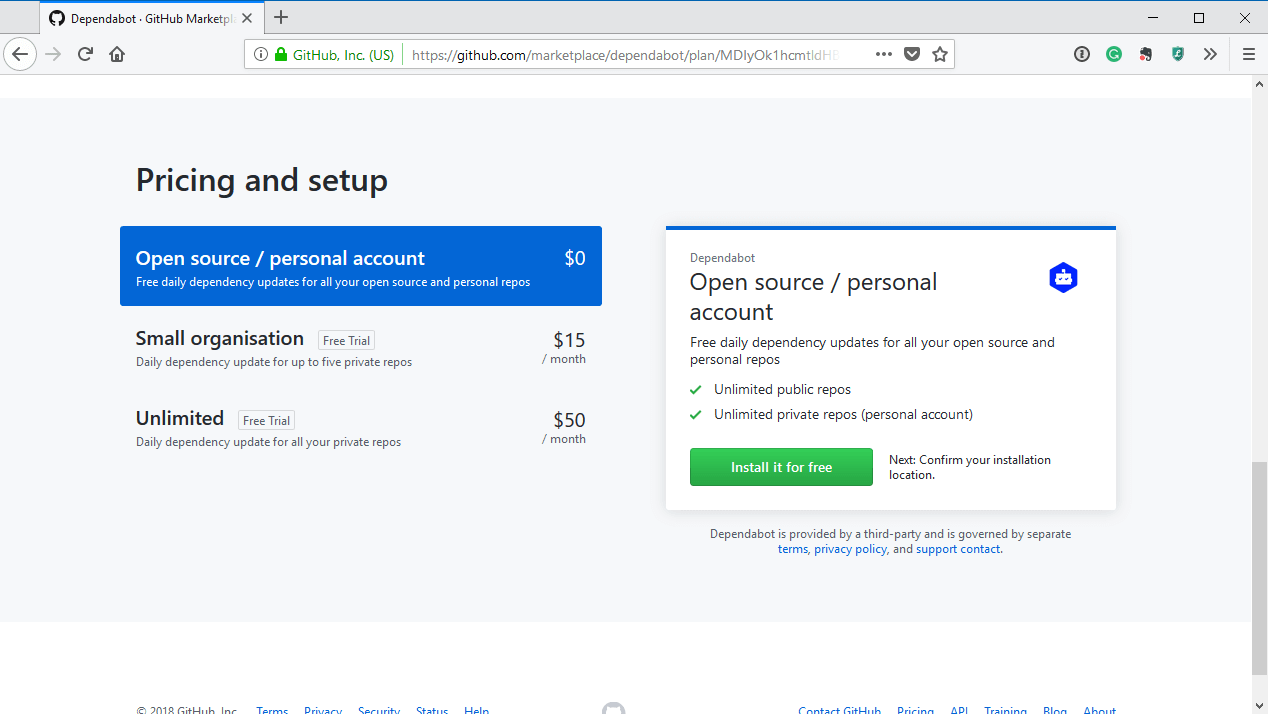 Dependabot · GitHub Marketpl
GitHub, Inc. (US)
https://github.com/marketplace/dependabot/plan/MDIyOk1hcmtldHB
Pricing and setup
Open source / personal account $0
Free daily dependency updates for all your open source and personal repos
Small organisation Free Trial $15
Daily dependency update for up to five private repos / month
Unlimited Free Trial $50
Daily dependency update for all your private repos / month
Dependabot
Open source / personal
account
Free daily dependency updates for all your open source and
personal repos
Unlimited public repos
Unlimited private repos (personal account)
Install it for free
Next: Confirm your installation
location.
Dependabot is provided by a third-party and is governed by separate
terms, privacy policy, and support contact.
© 2018 GitHub, Inc. Terms Privacy Security Status Help Contact GitHub Pricing API Training Blog About